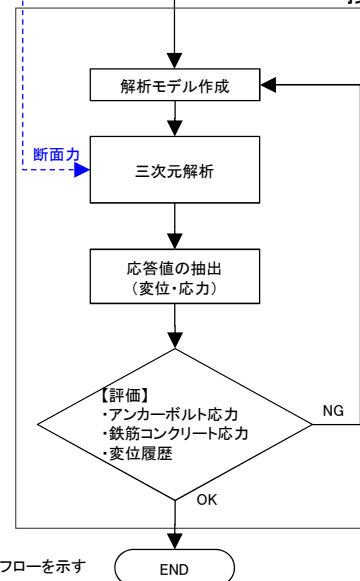 解析モデル作成
断面力
三次元解析
応答値の抽出
（変位・応力）
【評価】
・アンカーボルト応力
・鉄筋コンクリート応力
・変位履歴
NG
OK
フローを示す
END